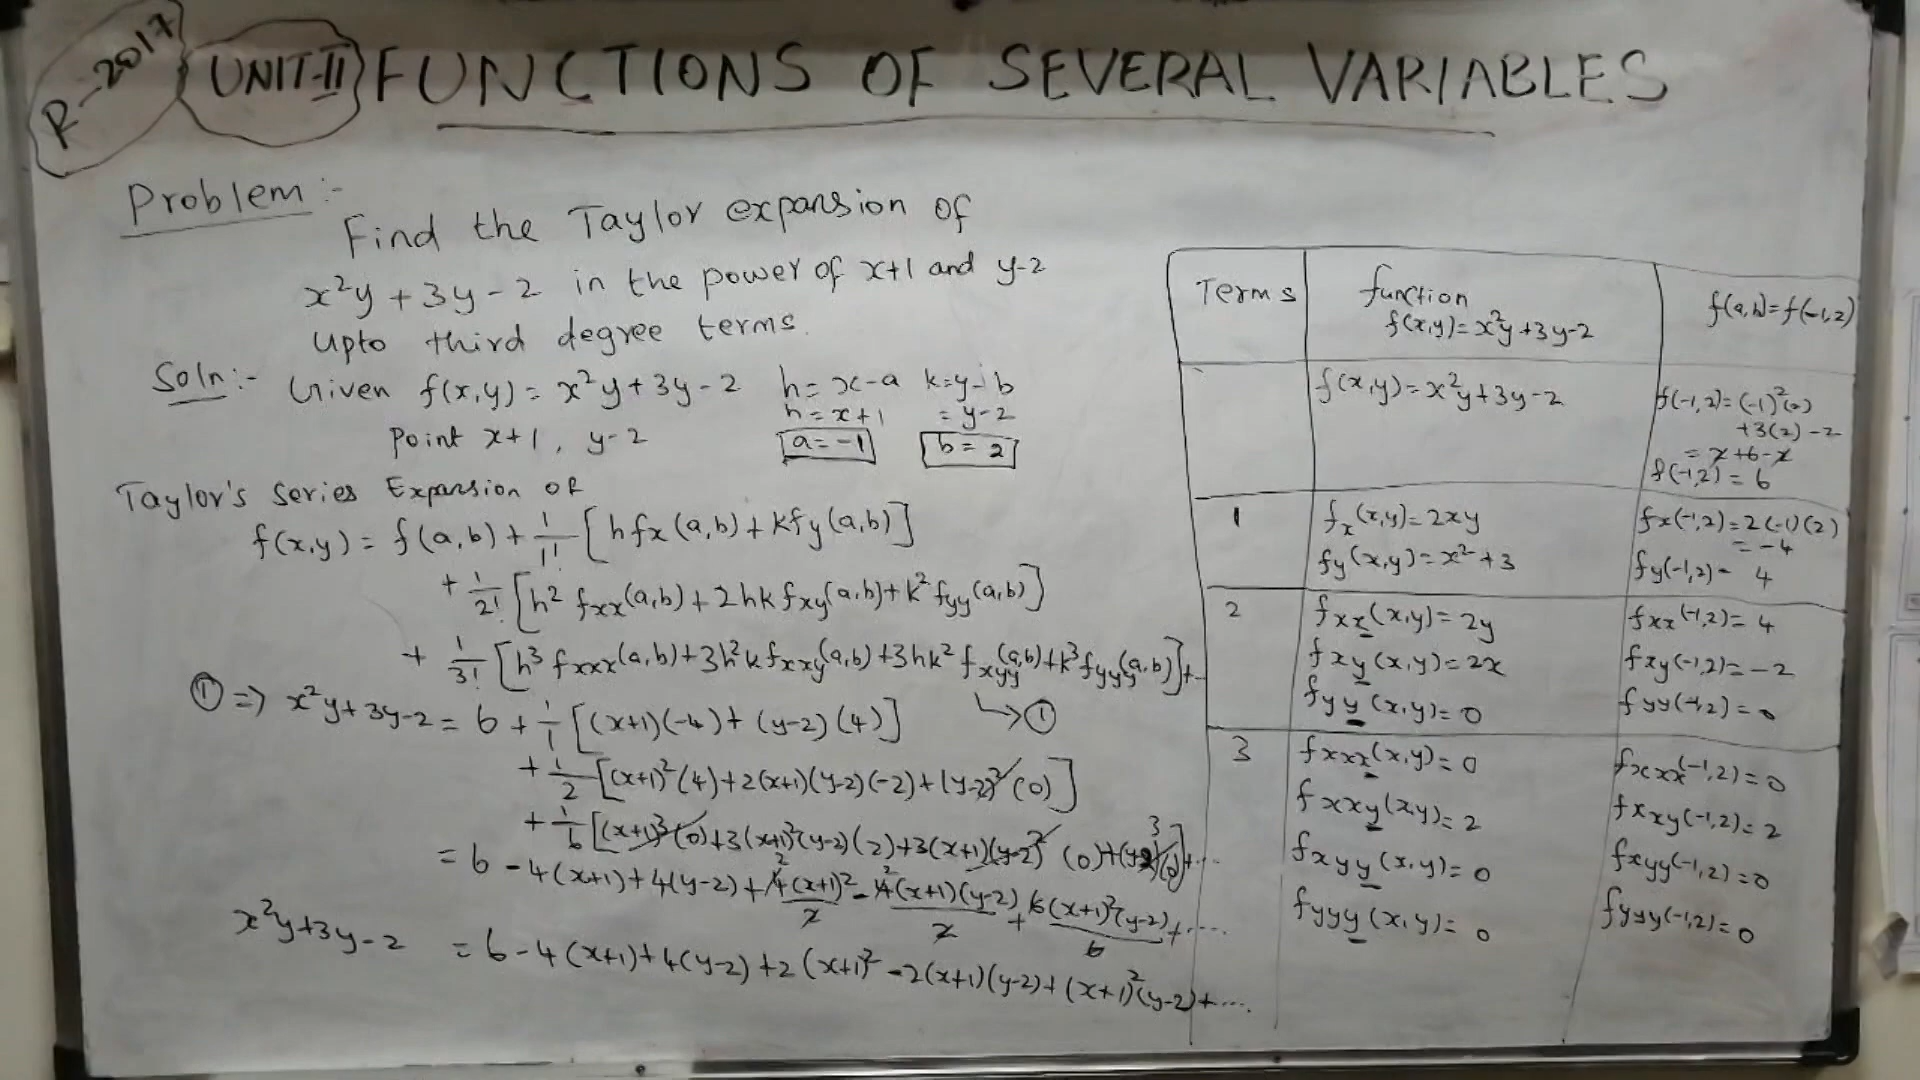 R-2017 UNIT-II FUNCTIONS OF SEVERAL VARIABLES
Problem :-
Find the Taylor expansion of
x²y + 3y - 2 in the power of x+1 and y-2
upto third degree terms.
Soln :- Given f(x,y) = x²y + 3y - 2 h = x-a k = y-b
h = x+1 = y-2
Point x+1, y-2 a = -1 b = 2
Taylor's Series Expansion of
f(x,y) = f(a,b) + 1/1! [h fx(a,b) + k fy(a,b)]
+ 1/2! [h² fxx(a,b) + 2hk fxy(a,b) + k² fyy(a,b)]
+ 1/3! [h³ fxxx(a,b) + 3h²k fxxy(a,b) + 3hk² fxyy(a,b) + k³ fyyy(a,b)] + ..
→ ①
① ⇒ x²y + 3y - 2 = 6 + 1/1 [(x+1)(-4) + (y-2)(4)]
+ 1/2 [(x+1)²(4) + 2(x+1)(y-2)(-2) + (y-2)²(0)]
+ 1/6 [(x+1)³(0) + 3(x+1)²(y-2)(2) + 3(x+1)(y-2)²(0) + (y-2)³(0)] + ...
= 6 - 4(x+1) + 4(y-2) + 4(x+1)²/2 - 4(x+1)(y-2)/2 + 6(x+1)²(y-2)/6 + ....
x²y + 3y - 2 = 6 - 4(x+1) + 4(y-2) + 2(x+1)² - 2(x+1)(y-2) + (x+1)²(y-2) + ....
Terms function f(a,b) = f(-1,2)
f(x,y) = x²y + 3y - 2
f(x,y) = x²y + 3y - 2 f(-1,2) = (-1)²(2)
+3(2) - 2
= 2 + 6 - 2
f(-1,2) = 6
1 fx(x,y) = 2xy fx(-1,2) = 2(-1)(2)
= -4
fy(x,y) = x² + 3 fy(-1,2) = 4
2 fxx(x,y) = 2y fxx(-1,2) = 4
fxy(x,y) = 2x fxy(-1,2) = -2
fyy(x,y) = 0 fyy(-1,2) = 0
3 fxxx(x,y) = 0 fxxx(-1,2) = 0
fxxy(x,y) = 2 fxxy(-1,2) = 2
fxyy(x,y) = 0 fxyy(-1,2) = 0
fyyy(x,y) = 0 fyyy(-1,2) = 0